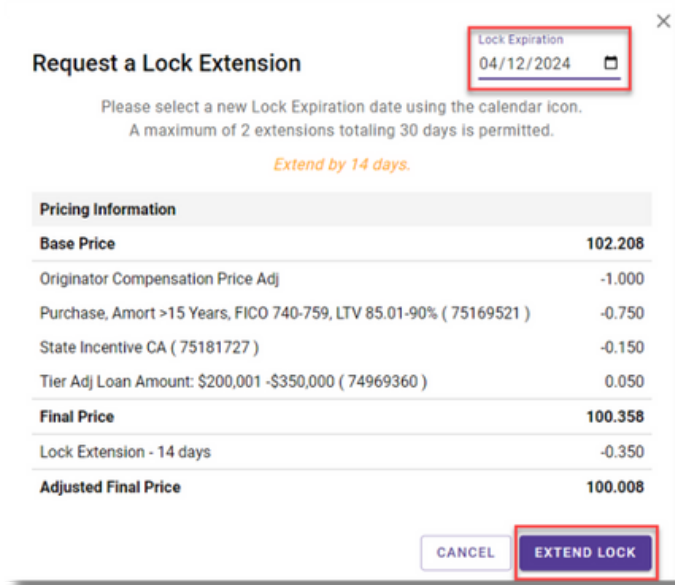 Lock Expiration
Request a Lock Extension
04/12/2024
Please select a new Lock Expiration date using the calendar icon.
A maximum of 2 extensions totaling 30 days is permitted.
Extend by 14 days.
Pricing Information
Base Price 102.208
Originator Compensation Price Adj -1.000
Purchase, Amort >15 Years, FICO 740-759, LTV 85.01-90% ( 75169521 ) -0.750
State Incentive CA ( 75181727 ) -0.150
Tier Adj Loan Amount: $200,001 -$350,000 ( 74969360 ) 0.050
Final Price 100.358
Lock Extension - 14 days -0.350
Adjusted Final Price 100.008
CANCEL EXTEND LOCK